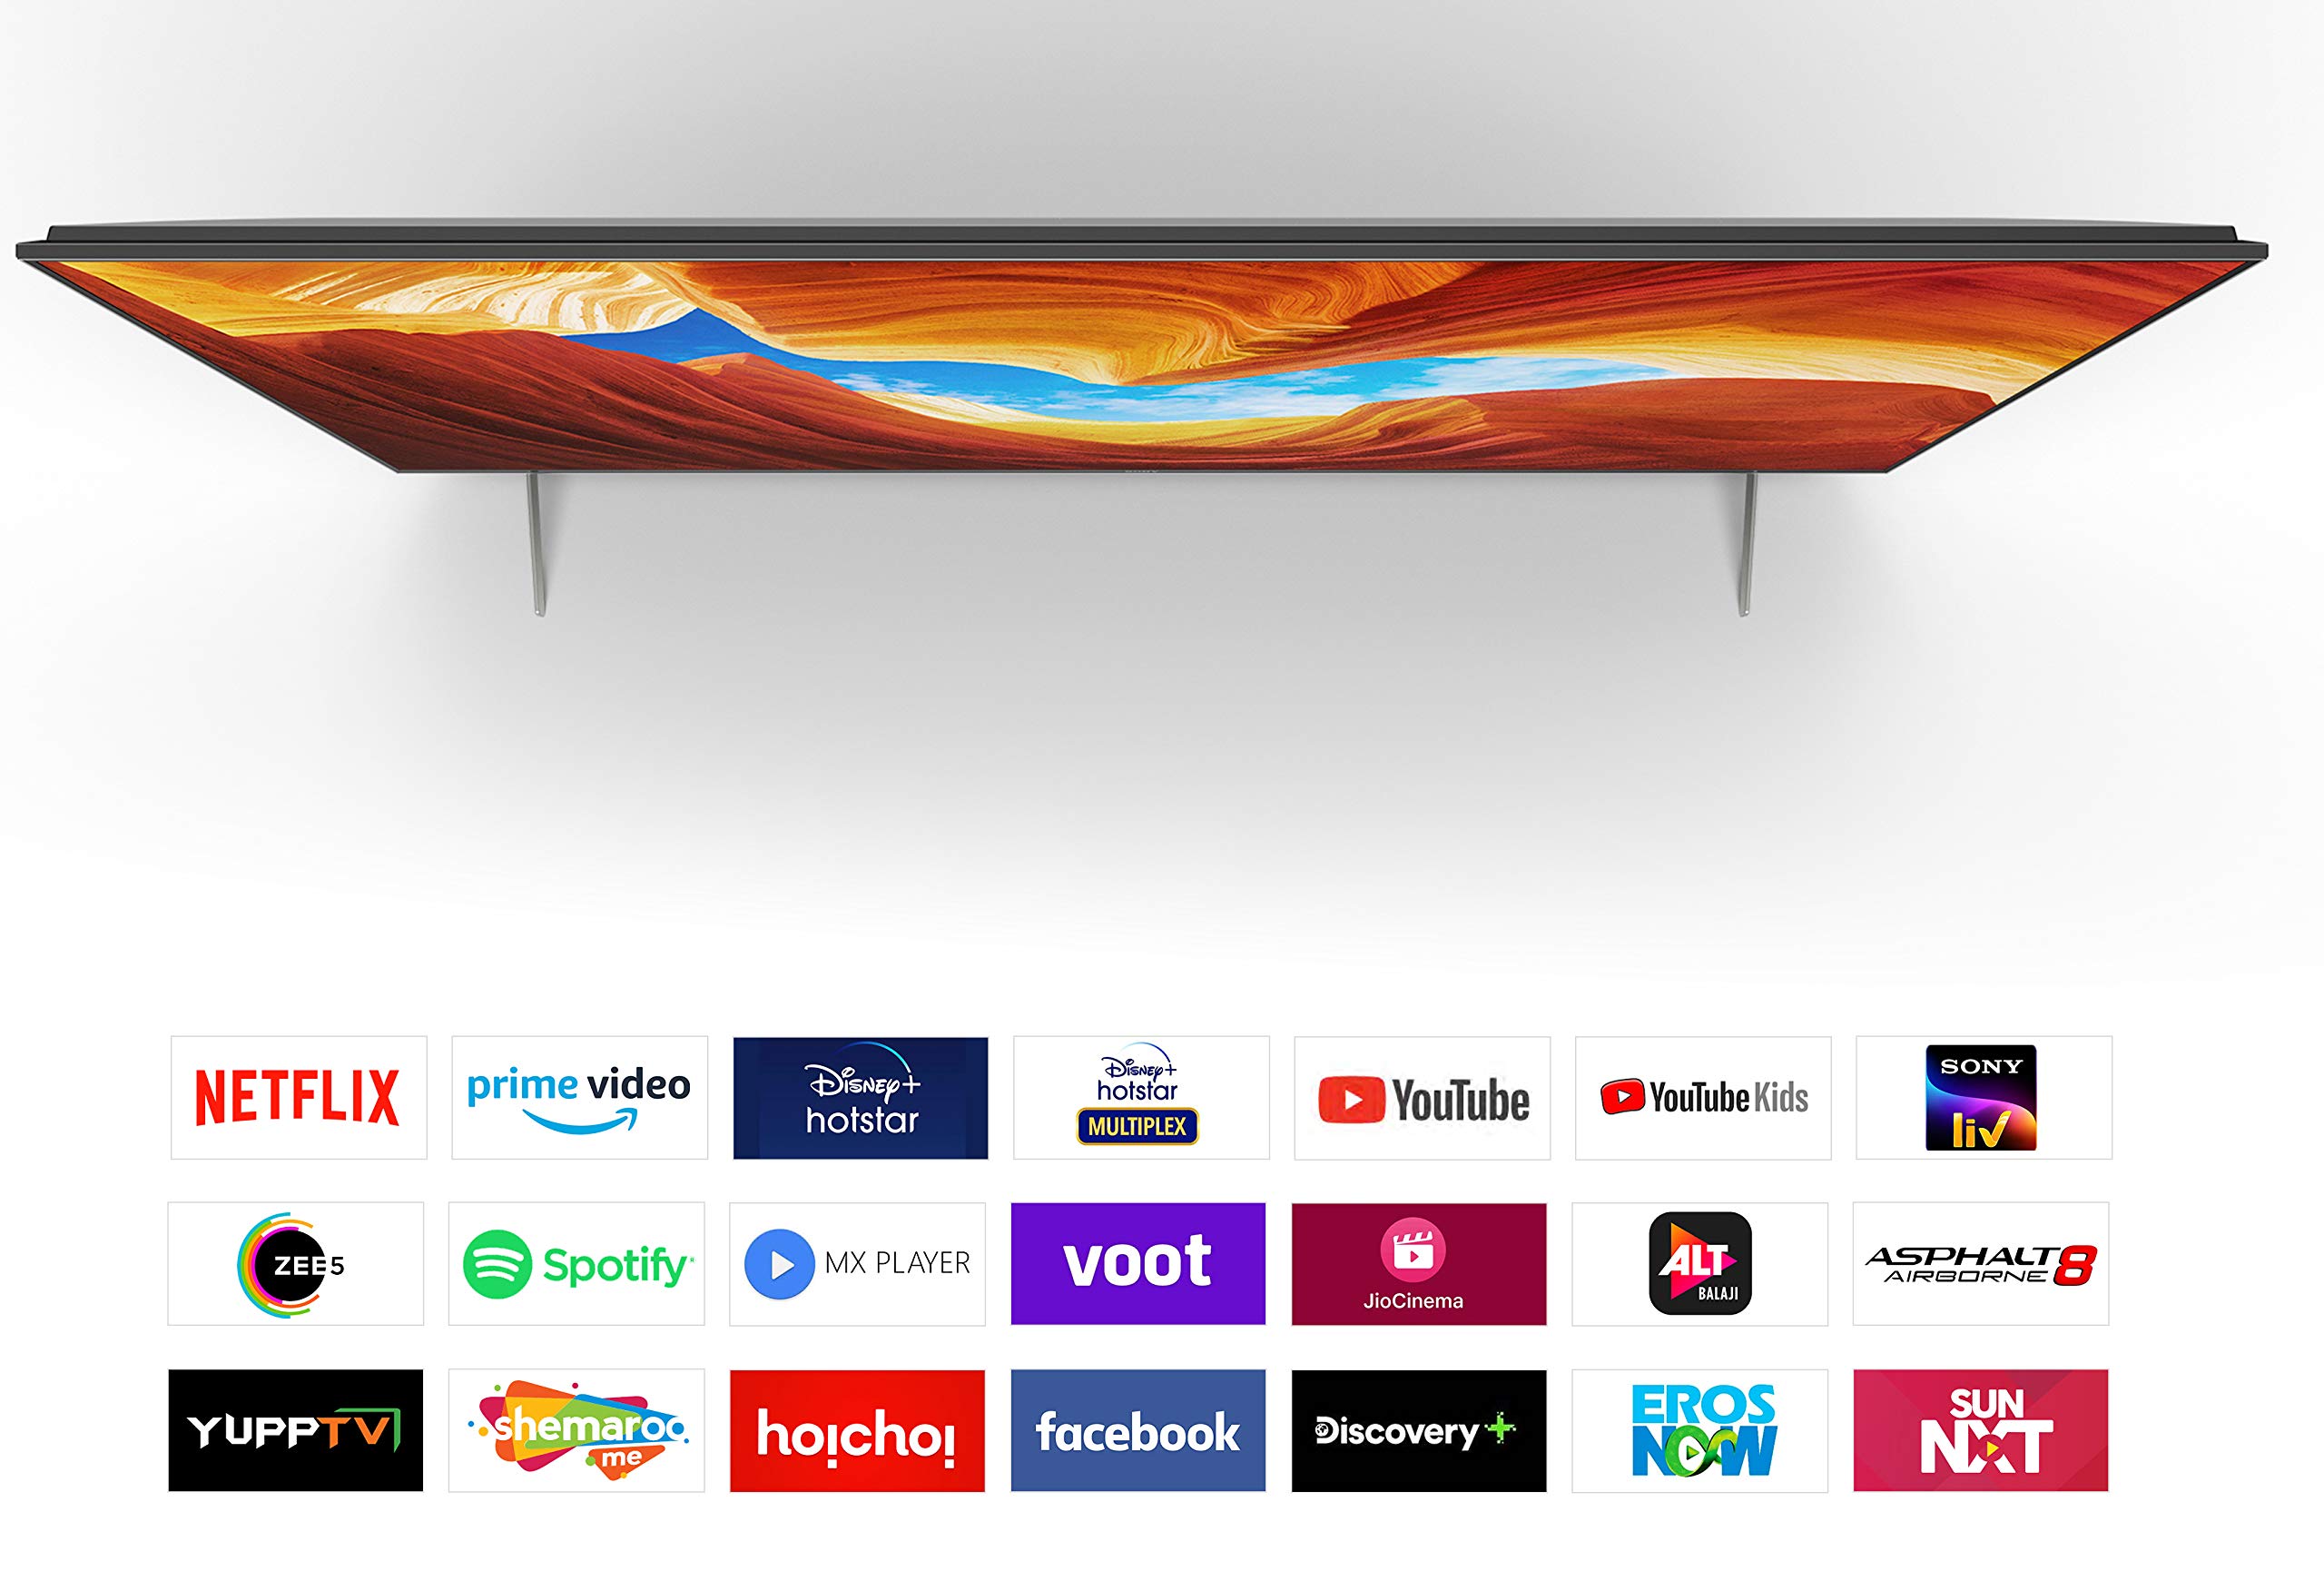 SONY
NETFLIX
prime video
Disney+
hotstar
Disney+
hotstar
MULTIPLEX
YouTube
YouTube Kids
SONY
liv
ZEE5
Spotify
MX PLAYER
voot
JioCinema
ALT
BALAJI
ASPHALT 8
AIRBORNE
YUPPTV
shemaroo
me
hoichoi
facebook
Discovery+
EROS
NOW
SUN
NXT